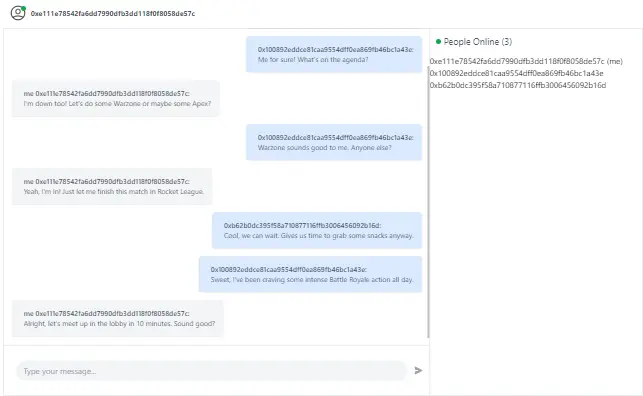 0xe111e78542fa6dd7990dfb3dd118f0f8058de57c
0x100892eddce81caa9554dff0ea869fb46bc1a43e:
Me for sure! What's on the agenda?
me 0xe111e78542fa6dd7990dfb3dd118f0f8058de57c:
I'm down too! Let's do some Warzone or maybe some Apex?
0x100892eddce81caa9554dff0ea869fb46bc1a43e:
Warzone sounds good to me. Anyone else?
me 0xe111e78542fa6dd7990dfb3dd118f0f8058de57c:
Yeah, I'm in! Just let me finish this match in Rocket League.
0xb62b0dc395f58a710877116ffb3006456092b16d:
Cool, we can wait. Gives us time to grab some snacks anyway.
0x100892eddce81caa9554dff0ea869fb46bc1a43e:
Sweet, I've been craving some intense Battle Royale action all day.
me 0xe111e78542fa6dd7990dfb3dd118f0f8058de57c:
Alright, let's meet up in the lobby in 10 minutes. Sound good?
Type your message...
People Online (3)
0xe111e78542fa6dd7990dfb3dd118f0f8058de57c (me)
0x100892eddce81caa9554dff0ea869fb46bc1a43e
0xb62b0dc395f58a710877116ffb3006456092b16d